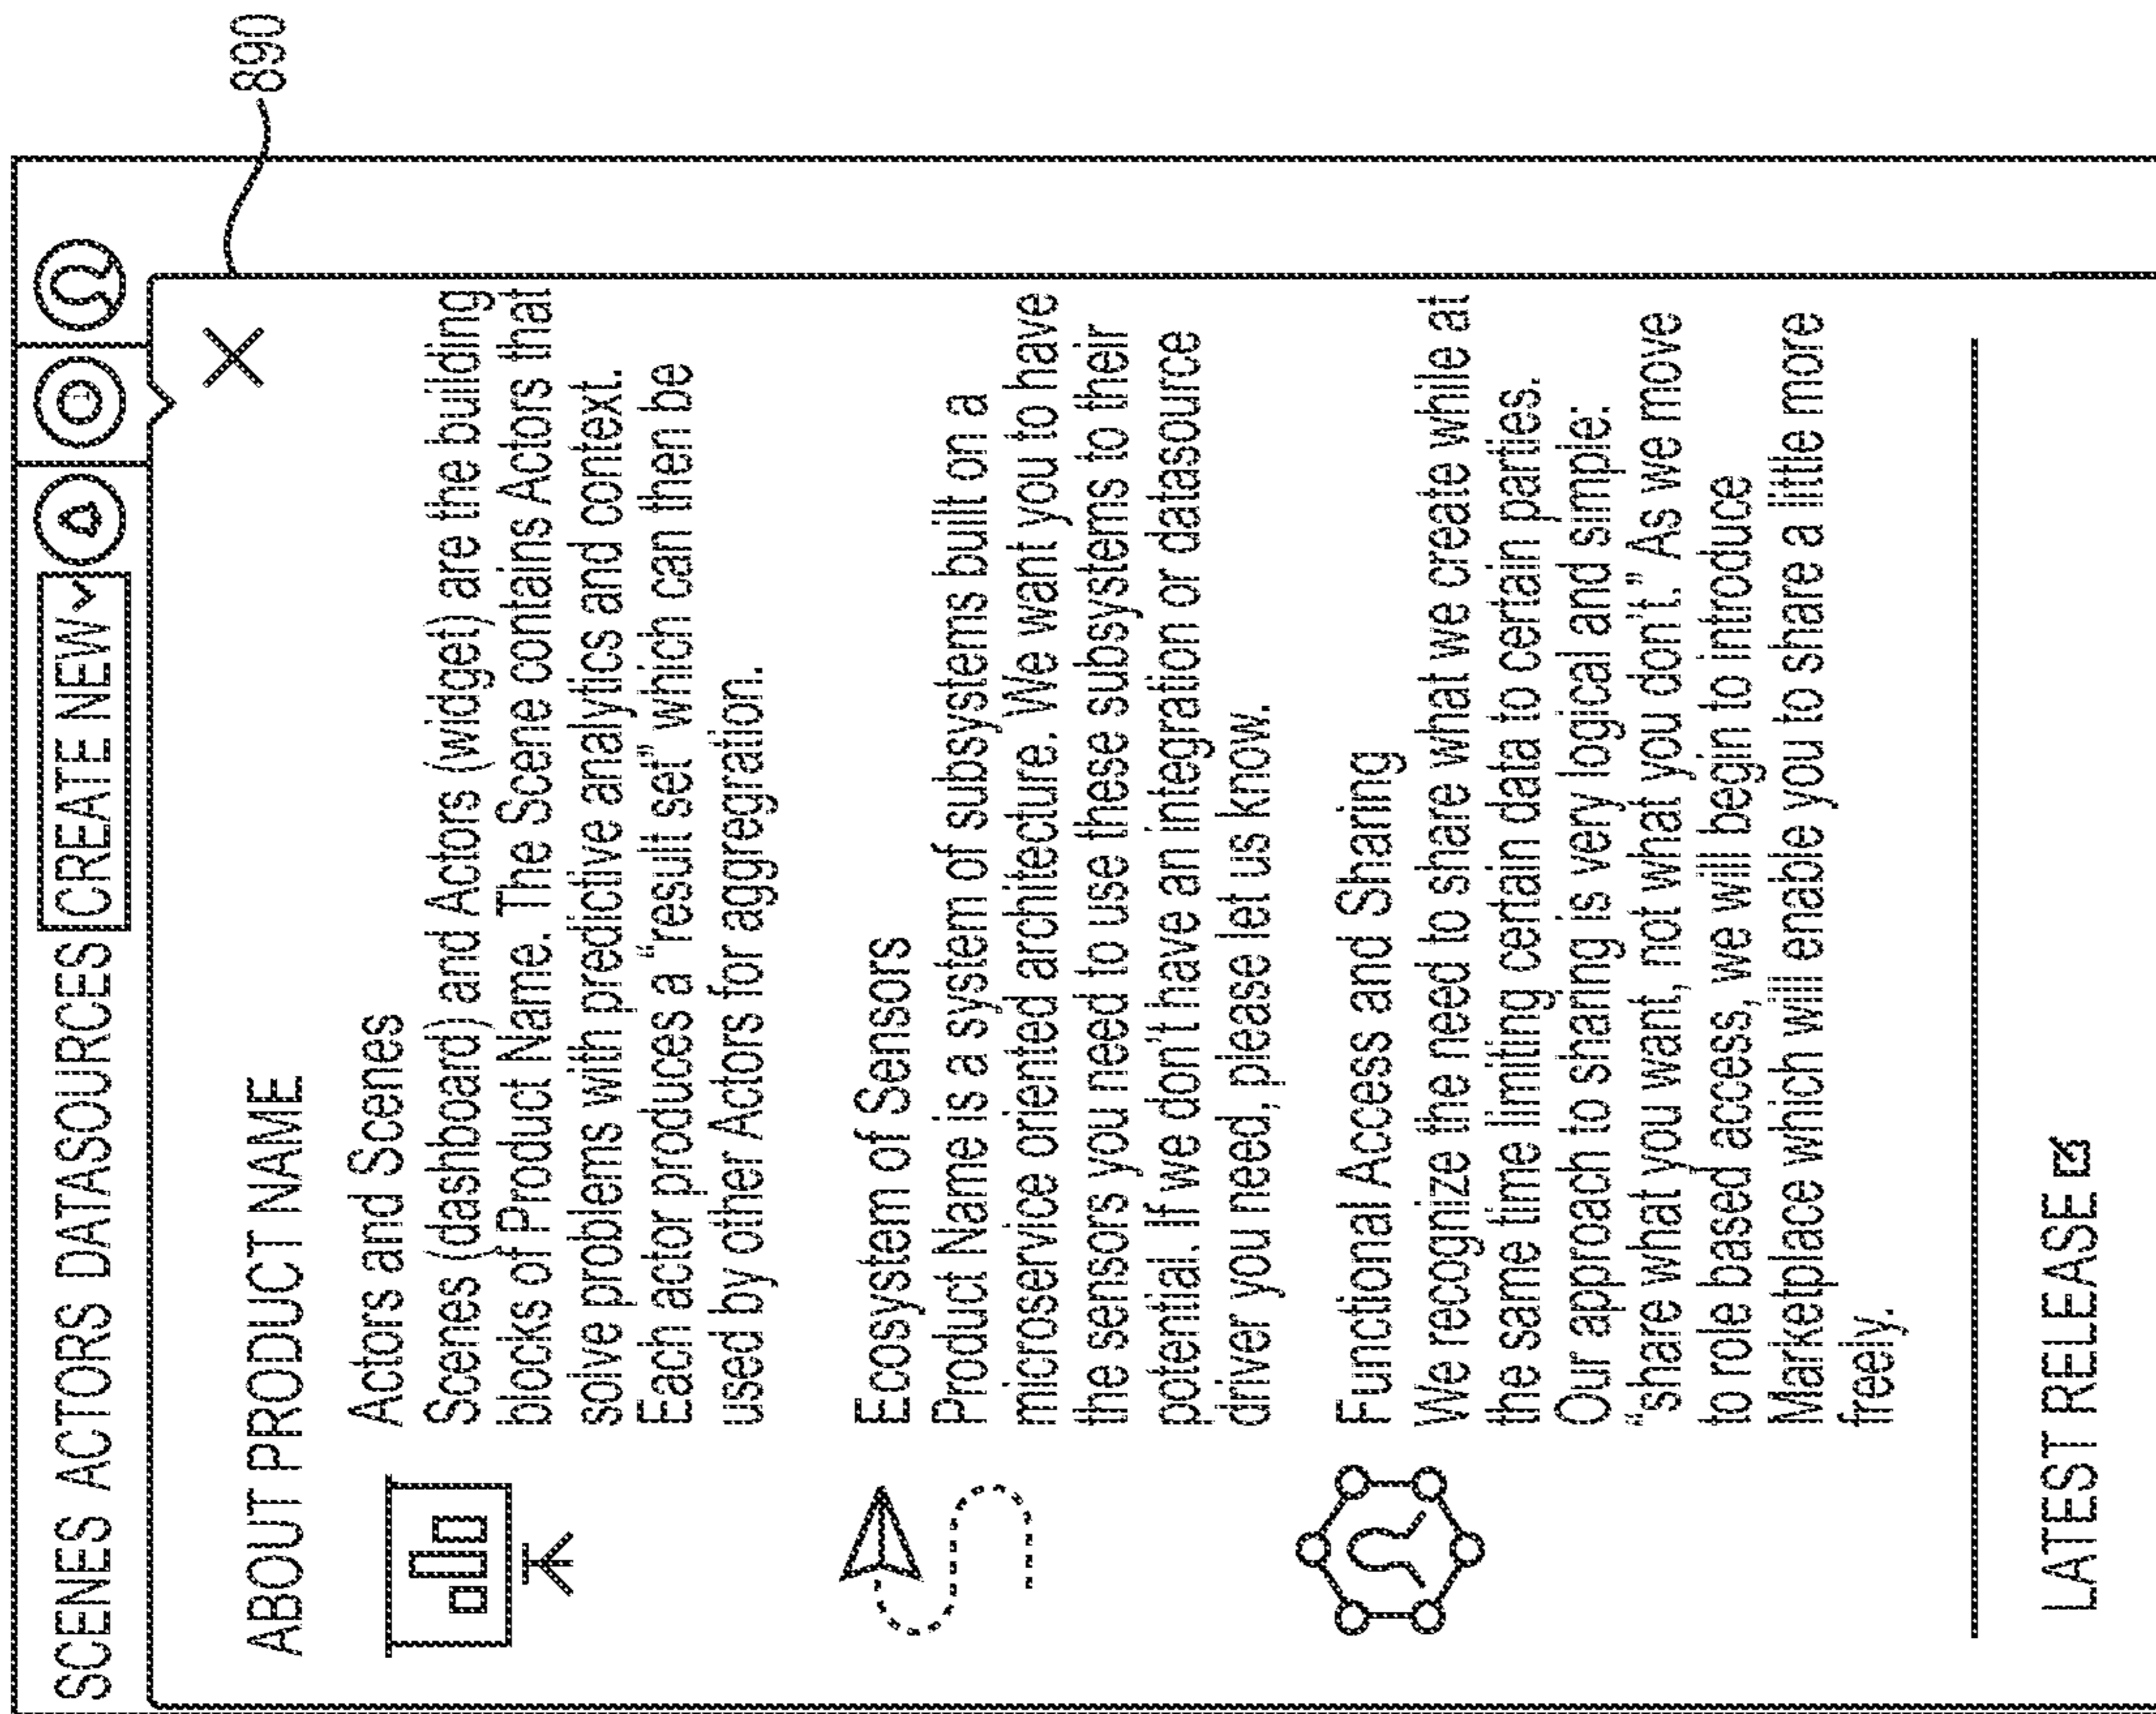 SCENES ACTORS DATASOURCES CREATE NEW
890
ABOUT PRODUCT NAME
Actors and Scenes
Scenes (dashboard) and Actors (widget) are the building
blocks of Product Name. The Scene contains Actors that
solve problems with predictive analytics and context.
Each actor produces a “result set” which can then be
used by other Actors for aggregration.
Ecosystem of Sensors
Product Name is a system of subsystems built on a
microservice oriented architecture. We want you to have
the sensors you need to use these subsystems to their
potential. If we don't have an integration or datasource
driver you need, please let us know.
Functional Access and Sharing
We recognize the need to share what we create while at
the same time limiting certain data to certain parties.
Our approach to sharing is very logical and simple:
“share what you want, not what you don't.” As we move
to role based access, we will begin to introduce
Marketplace which will enable you to share a little more
freely.
LATEST RELEASE